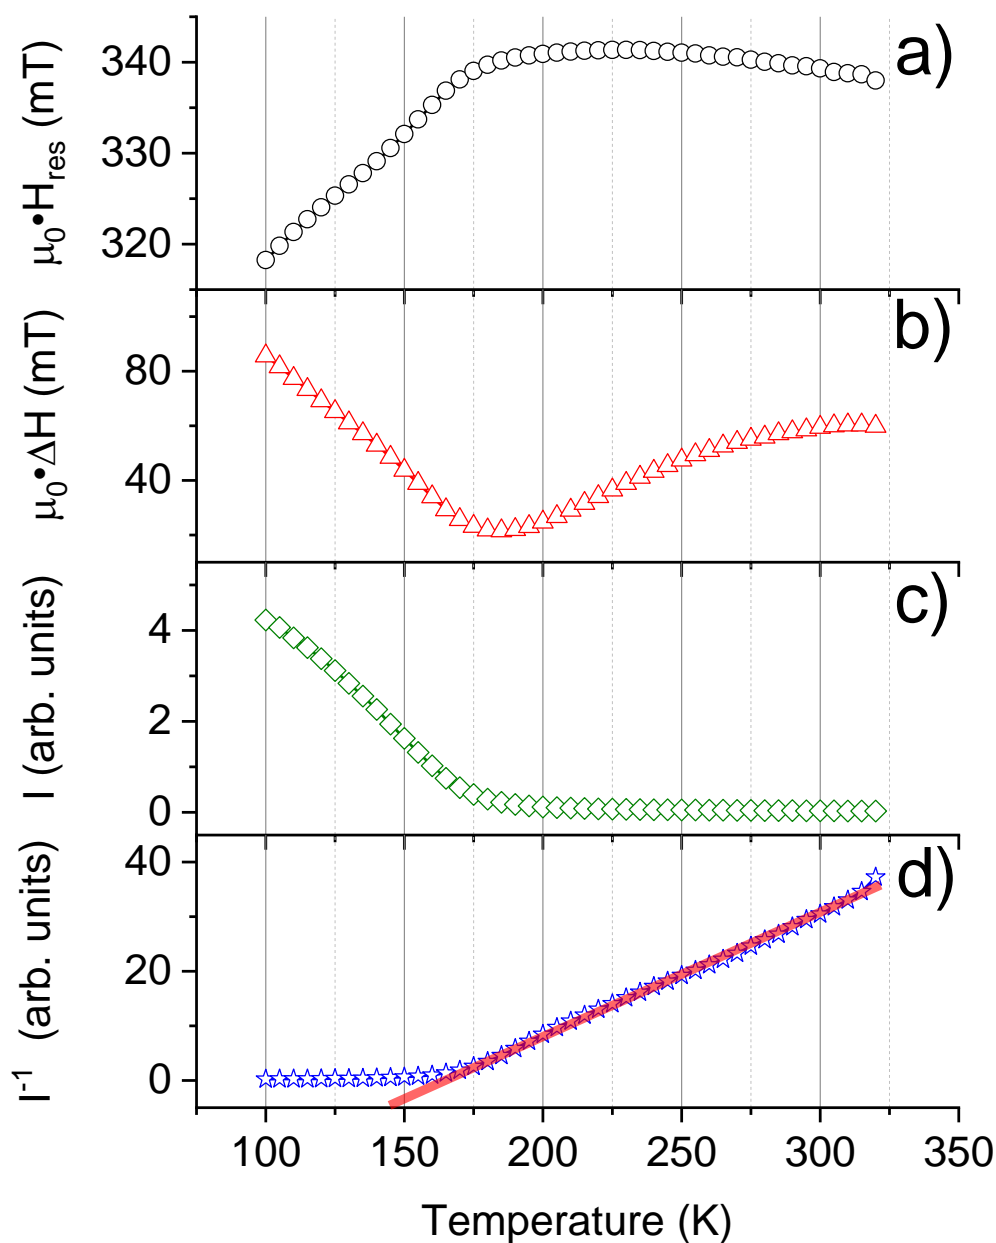 a)
340
330
320
μ0•Hres (mT)
b)
80
40
μ0•ΔH (mT)
c)
4
2
0
I (arb. units)
d)
40
20
0
I-1 (arb. units)
100 150 200 250 300 350
Temperature (K)